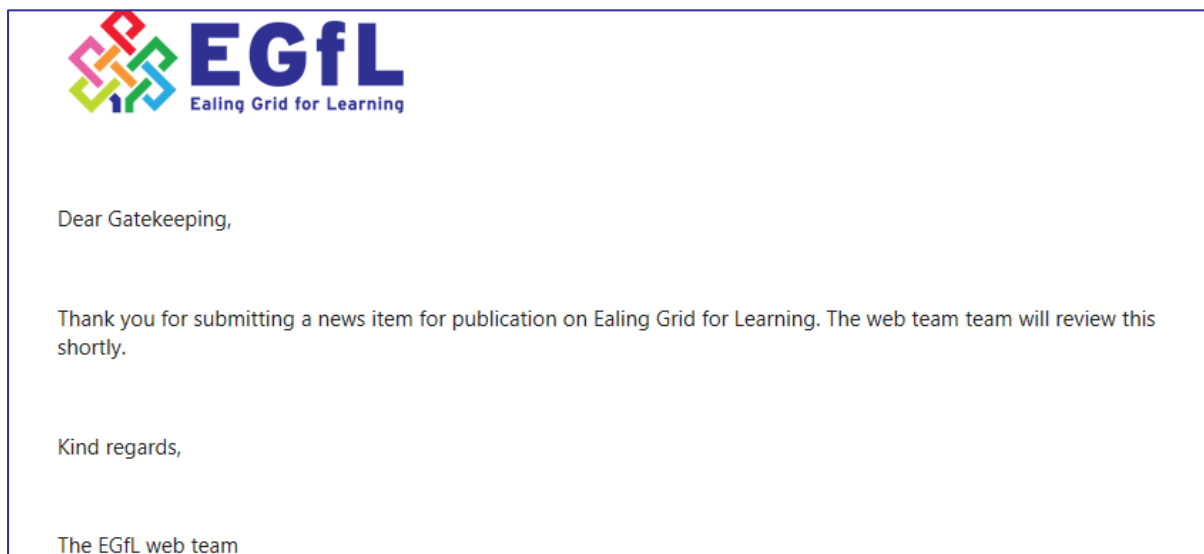 EGfL
Ealing Grid for Learning
Dear Gatekeeping,
Thank you for submitting a news item for publication on Ealing Grid for Learning. The web team team will review this
shortly.
Kind regards,
The EGfL web team